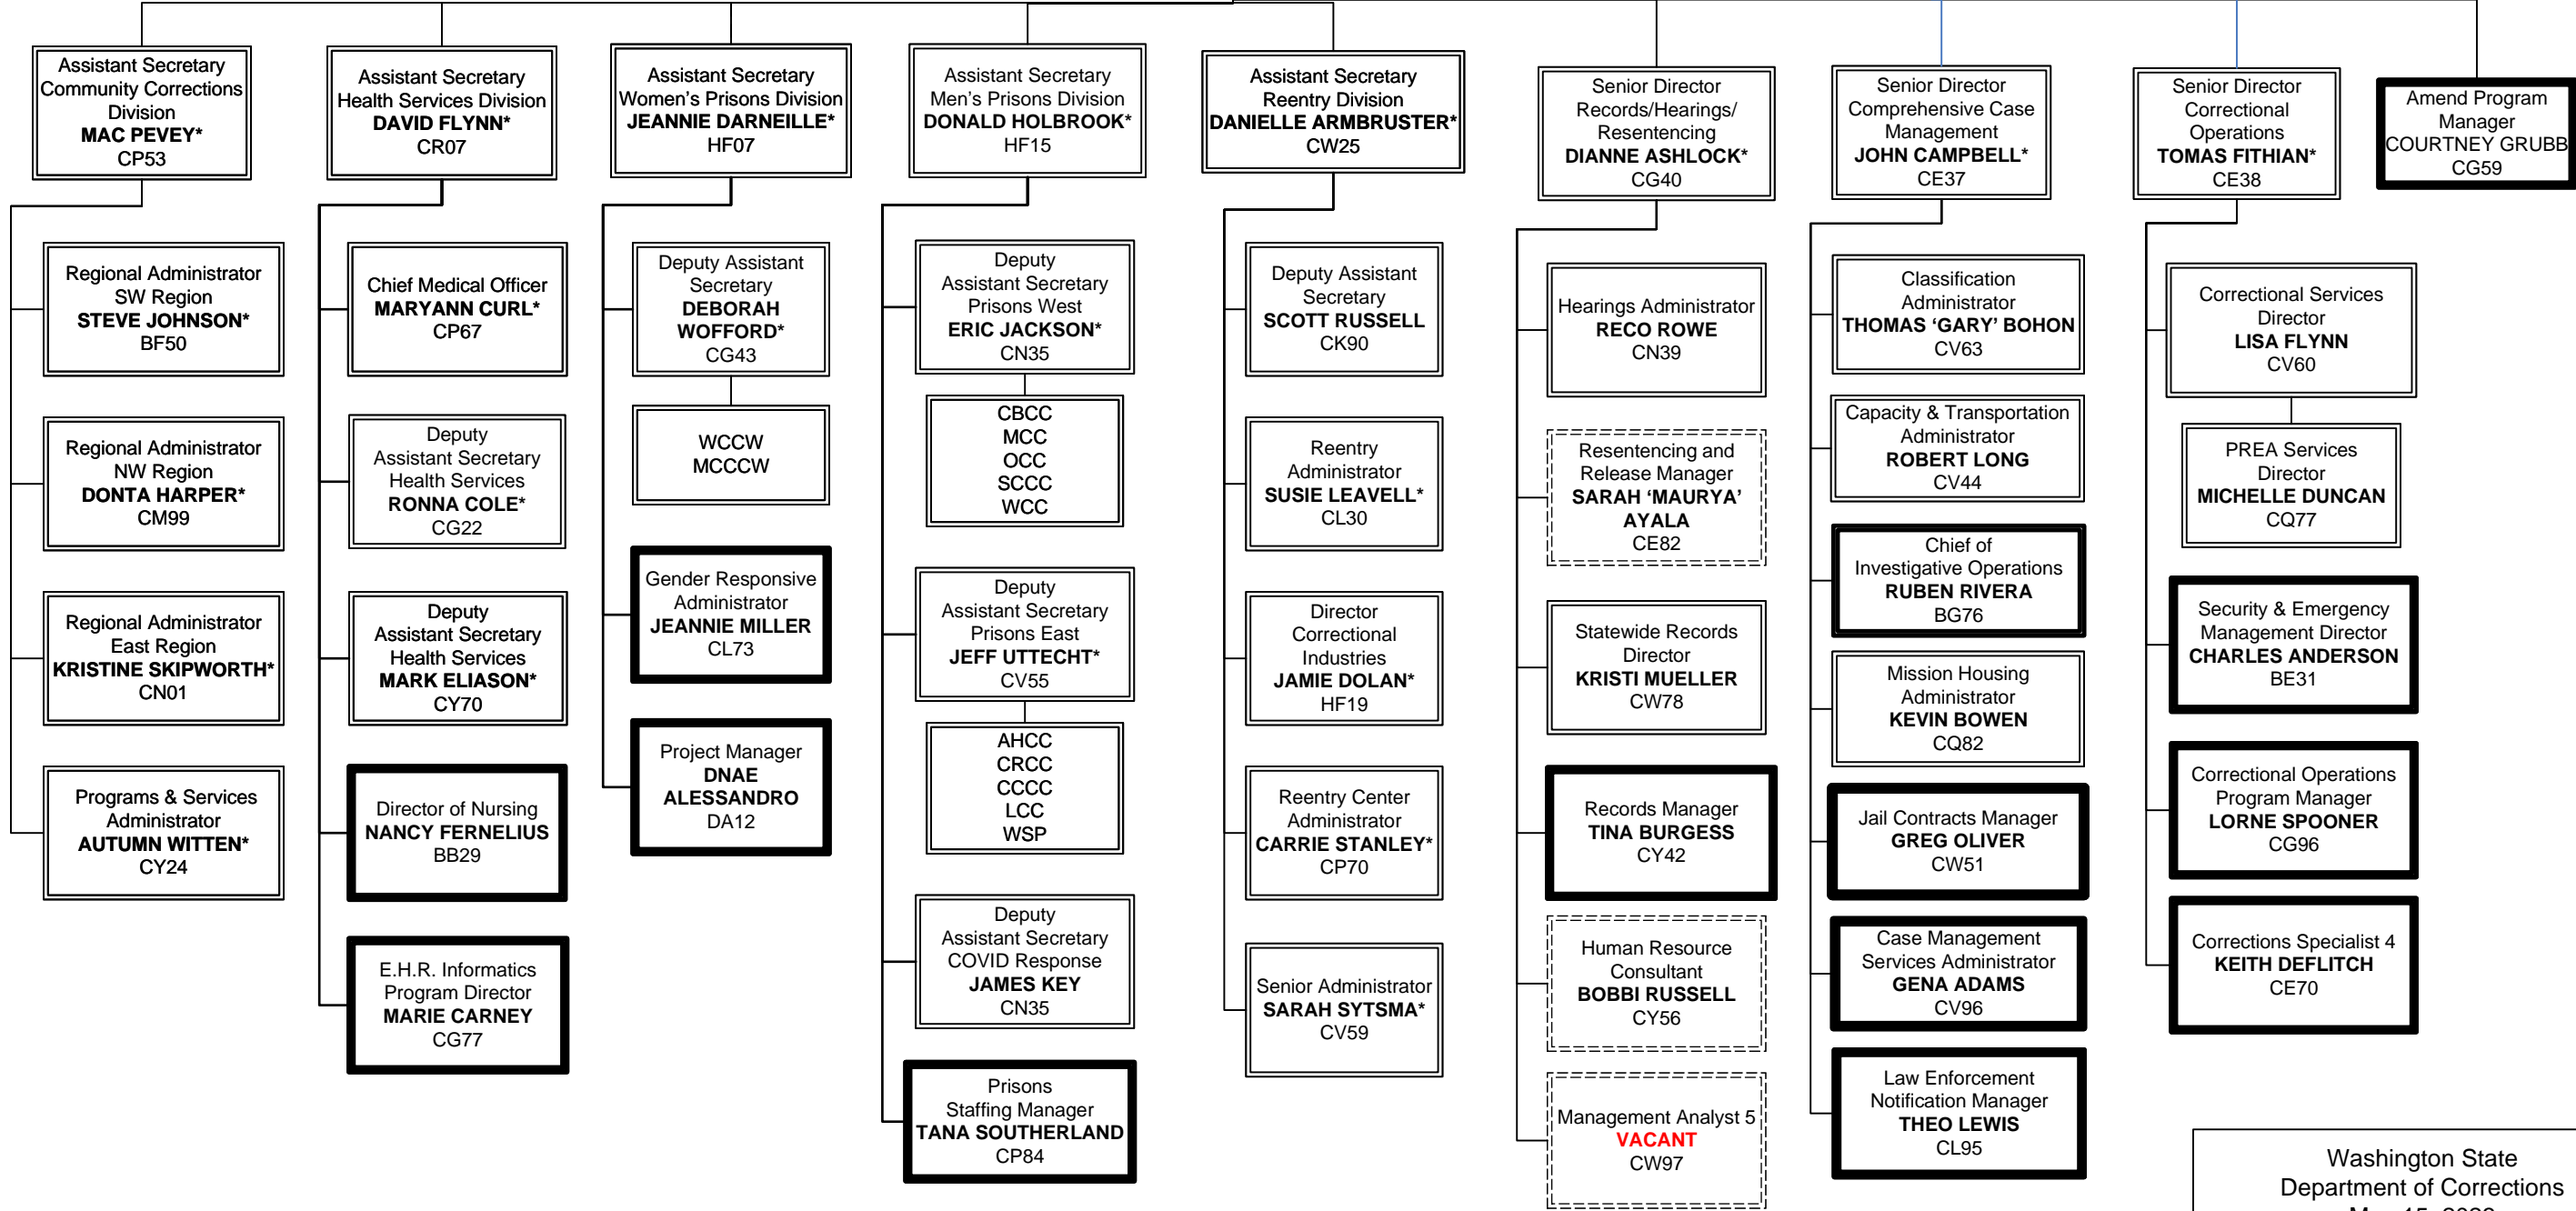 Assistant Secretary
Community Corrections
Division
MAC PEVEY*
CP53
Regional Administrator
SW Region
STEVE JOHNSON*
BF50
Regional Administrator
NW Region
DONTA HARPER*
CM99
Regional Administrator
East Region
KRISTINE SKIPWORTH*
CN01
Programs & Services
Administrator
AUTUMN WITTEN*
CY24
Assistant Secretary
Health Services Division
DAVID FLYNN*
CR07
Chief Medical Officer
MARYANN CURL*
CP67
Deputy
Assistant Secretary
Health Services
RONNA COLE*
CG22
Deputy
Assistant Secretary
Health Services
MARK ELIASON*
CY70
Director of Nursing
NANCY FERNELIUS
BB29
E.H.R. Informatics
Program Director
MARIE CARNEY
CG77
Assistant Secretary
Women's Prisons Division
JEANNIE DARNEILLE*
HF07
Deputy Assistant
Secretary
DEBORAH
WOFFORD*
CG43
WCCW
MCCCW
Gender Responsive
Administrator
JEANNIE MILLER
CL73
Project Manager
DNAE
ALESSANDRO
DA12
Assistant Secretary
Men’s Prisons Division
DONALD HOLBROOK*
HF15
Deputy
Assistant Secretary
Prisons West
ERIC JACKSON*
CN35
CBCC
MCC
OCC
SCCC
WCC
Deputy
Assistant Secretary
Prisons East
JEFF UTTECHT*
CV55
AHCC
CRCC
CCCC
LCC
WSP
Deputy
Assistant Secretary
COVID Response
JAMES KEY
CN35
Prisons
Staffing Manager
TANA SOUTHERLAND
CP84
Assistant Secretary
Reentry Division
DANIELLE ARMBRUSTER*
CW25
Deputy Assistant
Secretary
SCOTT RUSSELL
CK90
Reentry
Administrator
SUSIE LEAVELL*
CL30
Director
Correctional
Industries
JAMIE DOLAN*
HF19
Reentry Center
Administrator
CARRIE STANLEY*
CP70
Senior Administrator
SARAH SYTSMA*
CV59
Senior Director
Records/Hearings/
Resentencing
DIANNE ASHLOCK*
CG40
Hearings Administrator
RECO ROWE
CN39
Resentencing and
Release Manager
SARAH ‘MAURYA’
AYALA
CE82
Statewide Records
Director
KRISTI MUELLER
CW78
Records Manager
TINA BURGESS
CY42
Human Resource
Consultant
BOBBI RUSSELL
CY56
Management Analyst 5
VACANT
CW97
Senior Director
Comprehensive Case
Management
JOHN CAMPBELL*
CE37
Classification
Administrator
THOMAS ‘GARY’ BOHON
CV63
Capacity & Transportation
Administrator
ROBERT LONG
CV44
Chief of
Investigative Operations
RUBEN RIVERA
BG76
Mission Housing
Administrator
KEVIN BOWEN
CQ82
Jail Contracts Manager
GREG OLIVER
CW51
Case Management
Services Administrator
GENA ADAMS
CV96
Law Enforcement
Notification Manager
THEO LEWIS
CL95
Senior Director
Correctional
Operations
TOMAS FITHIAN*
CE38
Correctional Services
Director
LISA FLYNN
CV60
PREA Services
Director
MICHELLE DUNCAN
CQ77
Security & Emergency
Management Director
CHARLES ANDERSON
BE31
Correctional Operations
Program Manager
LORNE SPOONER
CG96
Corrections Specialist 4
KEITH DEFLITCH
CE70
Amend Program
Manager
COURTNEY GRUBB
CG59
Washington State
Department of Corrections